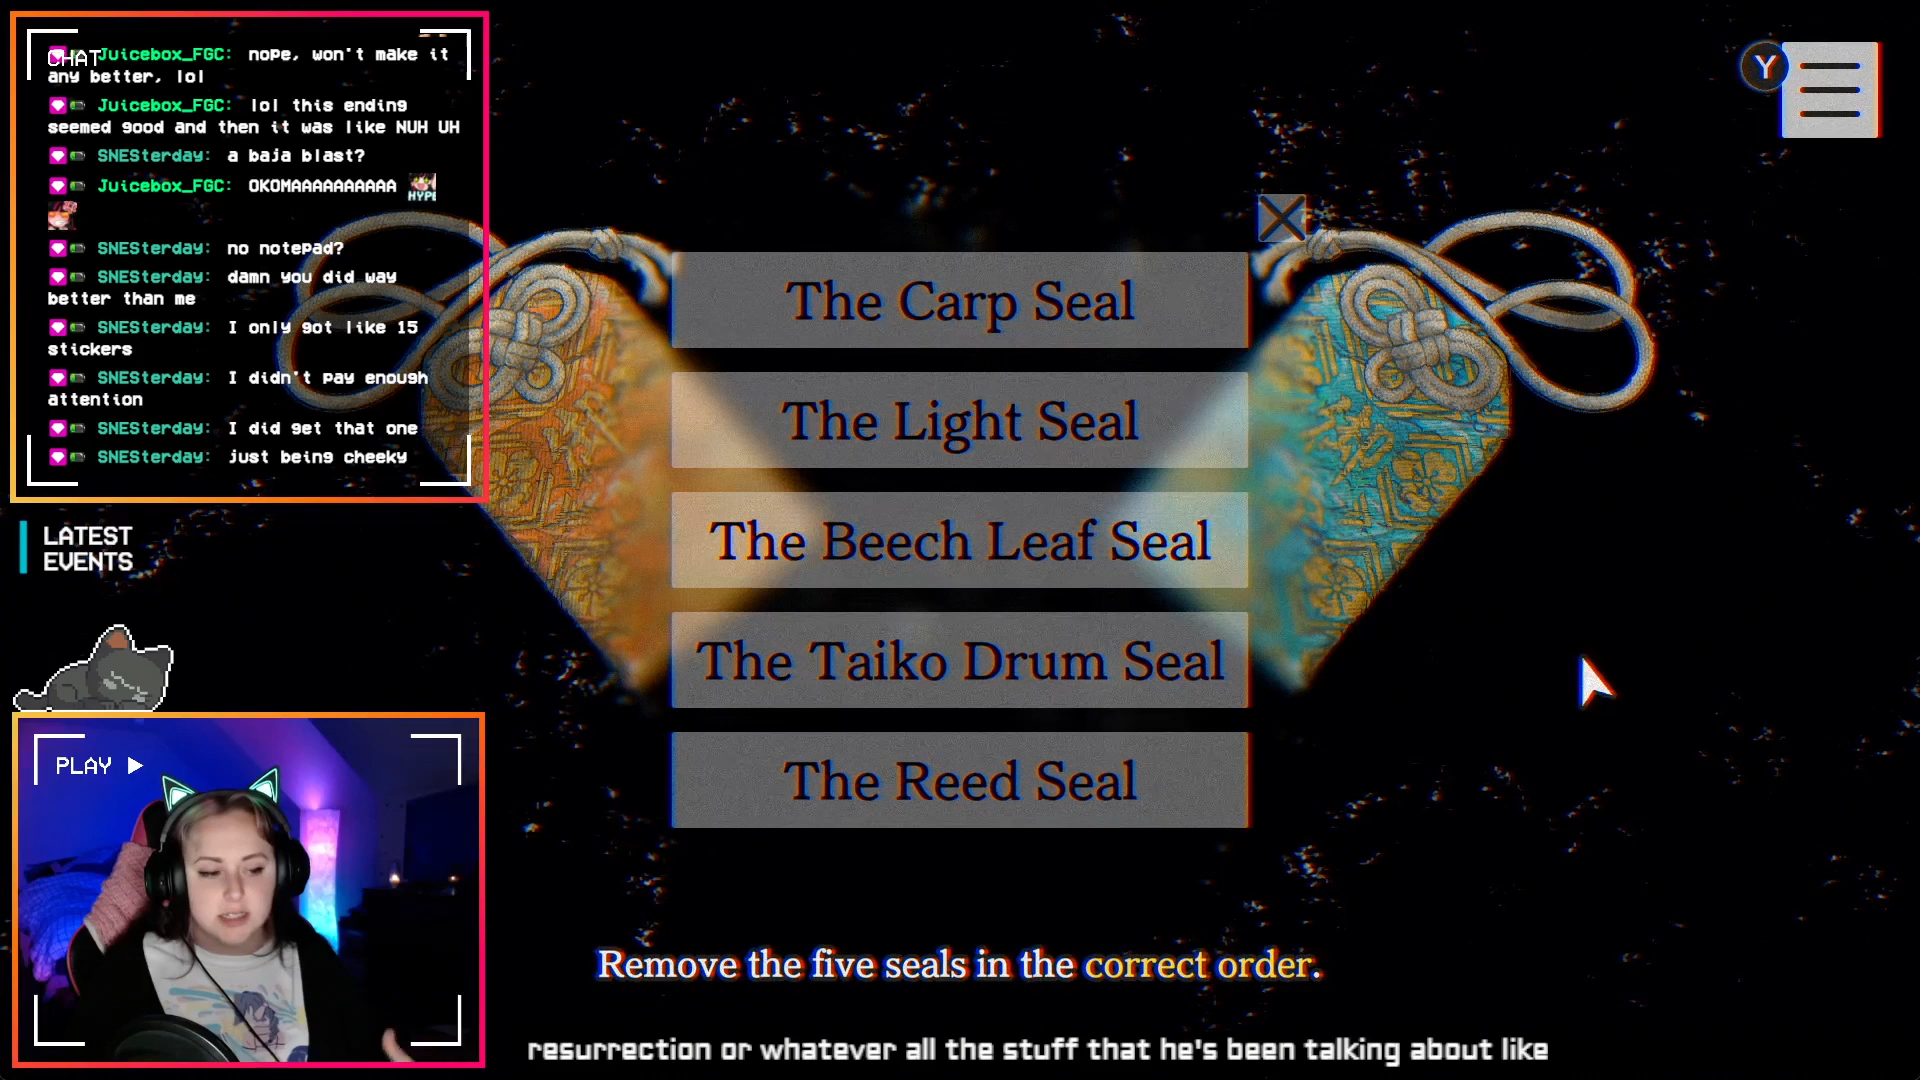 CHAT
Juicebox_FGC: nope, won't make it
any better, lol
Juicebox_FGC: lol this ending
seemed good and then it was like NUH UH
SNESterday: a baja blast?
Juicebox_FGC: OKOMAAAAAAAAAA HYPE
SNESterday: no notepad?
SNESterday: damn you did way
better than me
SNESterday: I only got like 15
stickers
SNESterday: I didn't pay enough
attention
SNESterday: I did get that one
SNESterday: just being cheeky
LATEST
EVENTS
PLAY
Y
The Carp Seal
The Light Seal
The Beech Leaf Seal
The Taiko Drum Seal
The Reed Seal
Remove the five seals in the correct order.
resurrection or whatever all the stuff that he's been talking about like